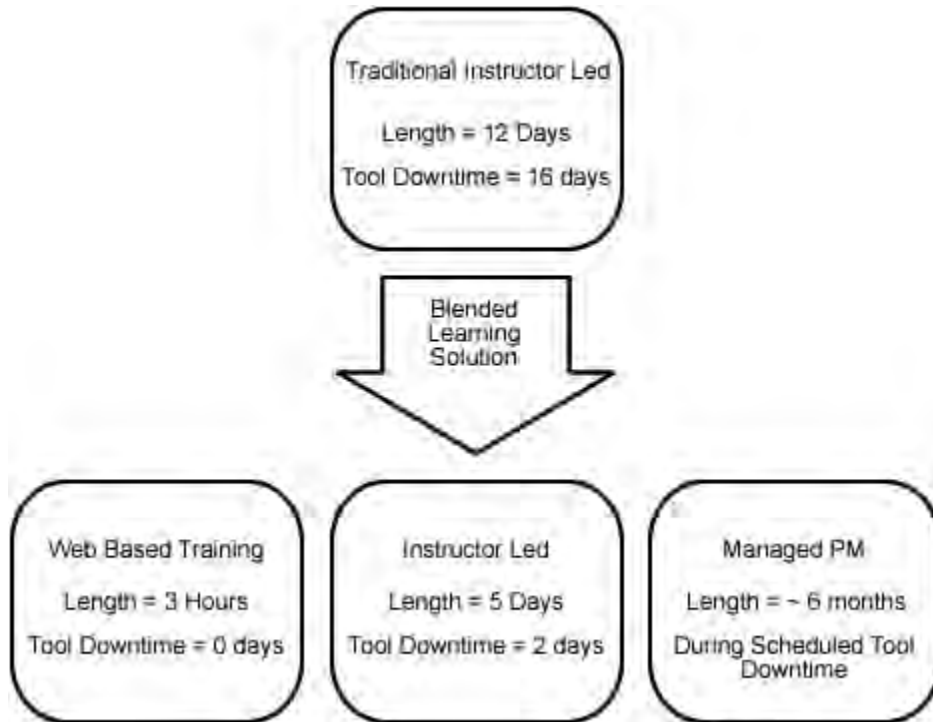 Traditional Instructor Led
Length = 12 Days
Tool Downtime = 16 days
Blended
Learning
Solution
Web Based Training
Length = 3 Hours
Tool Downtime = 0 days
Instructor Led
Length = 5 Days
Tool Downtime = 2 days
Managed PM
Length = ~ 6 months
During Scheduled Tool
Downtime